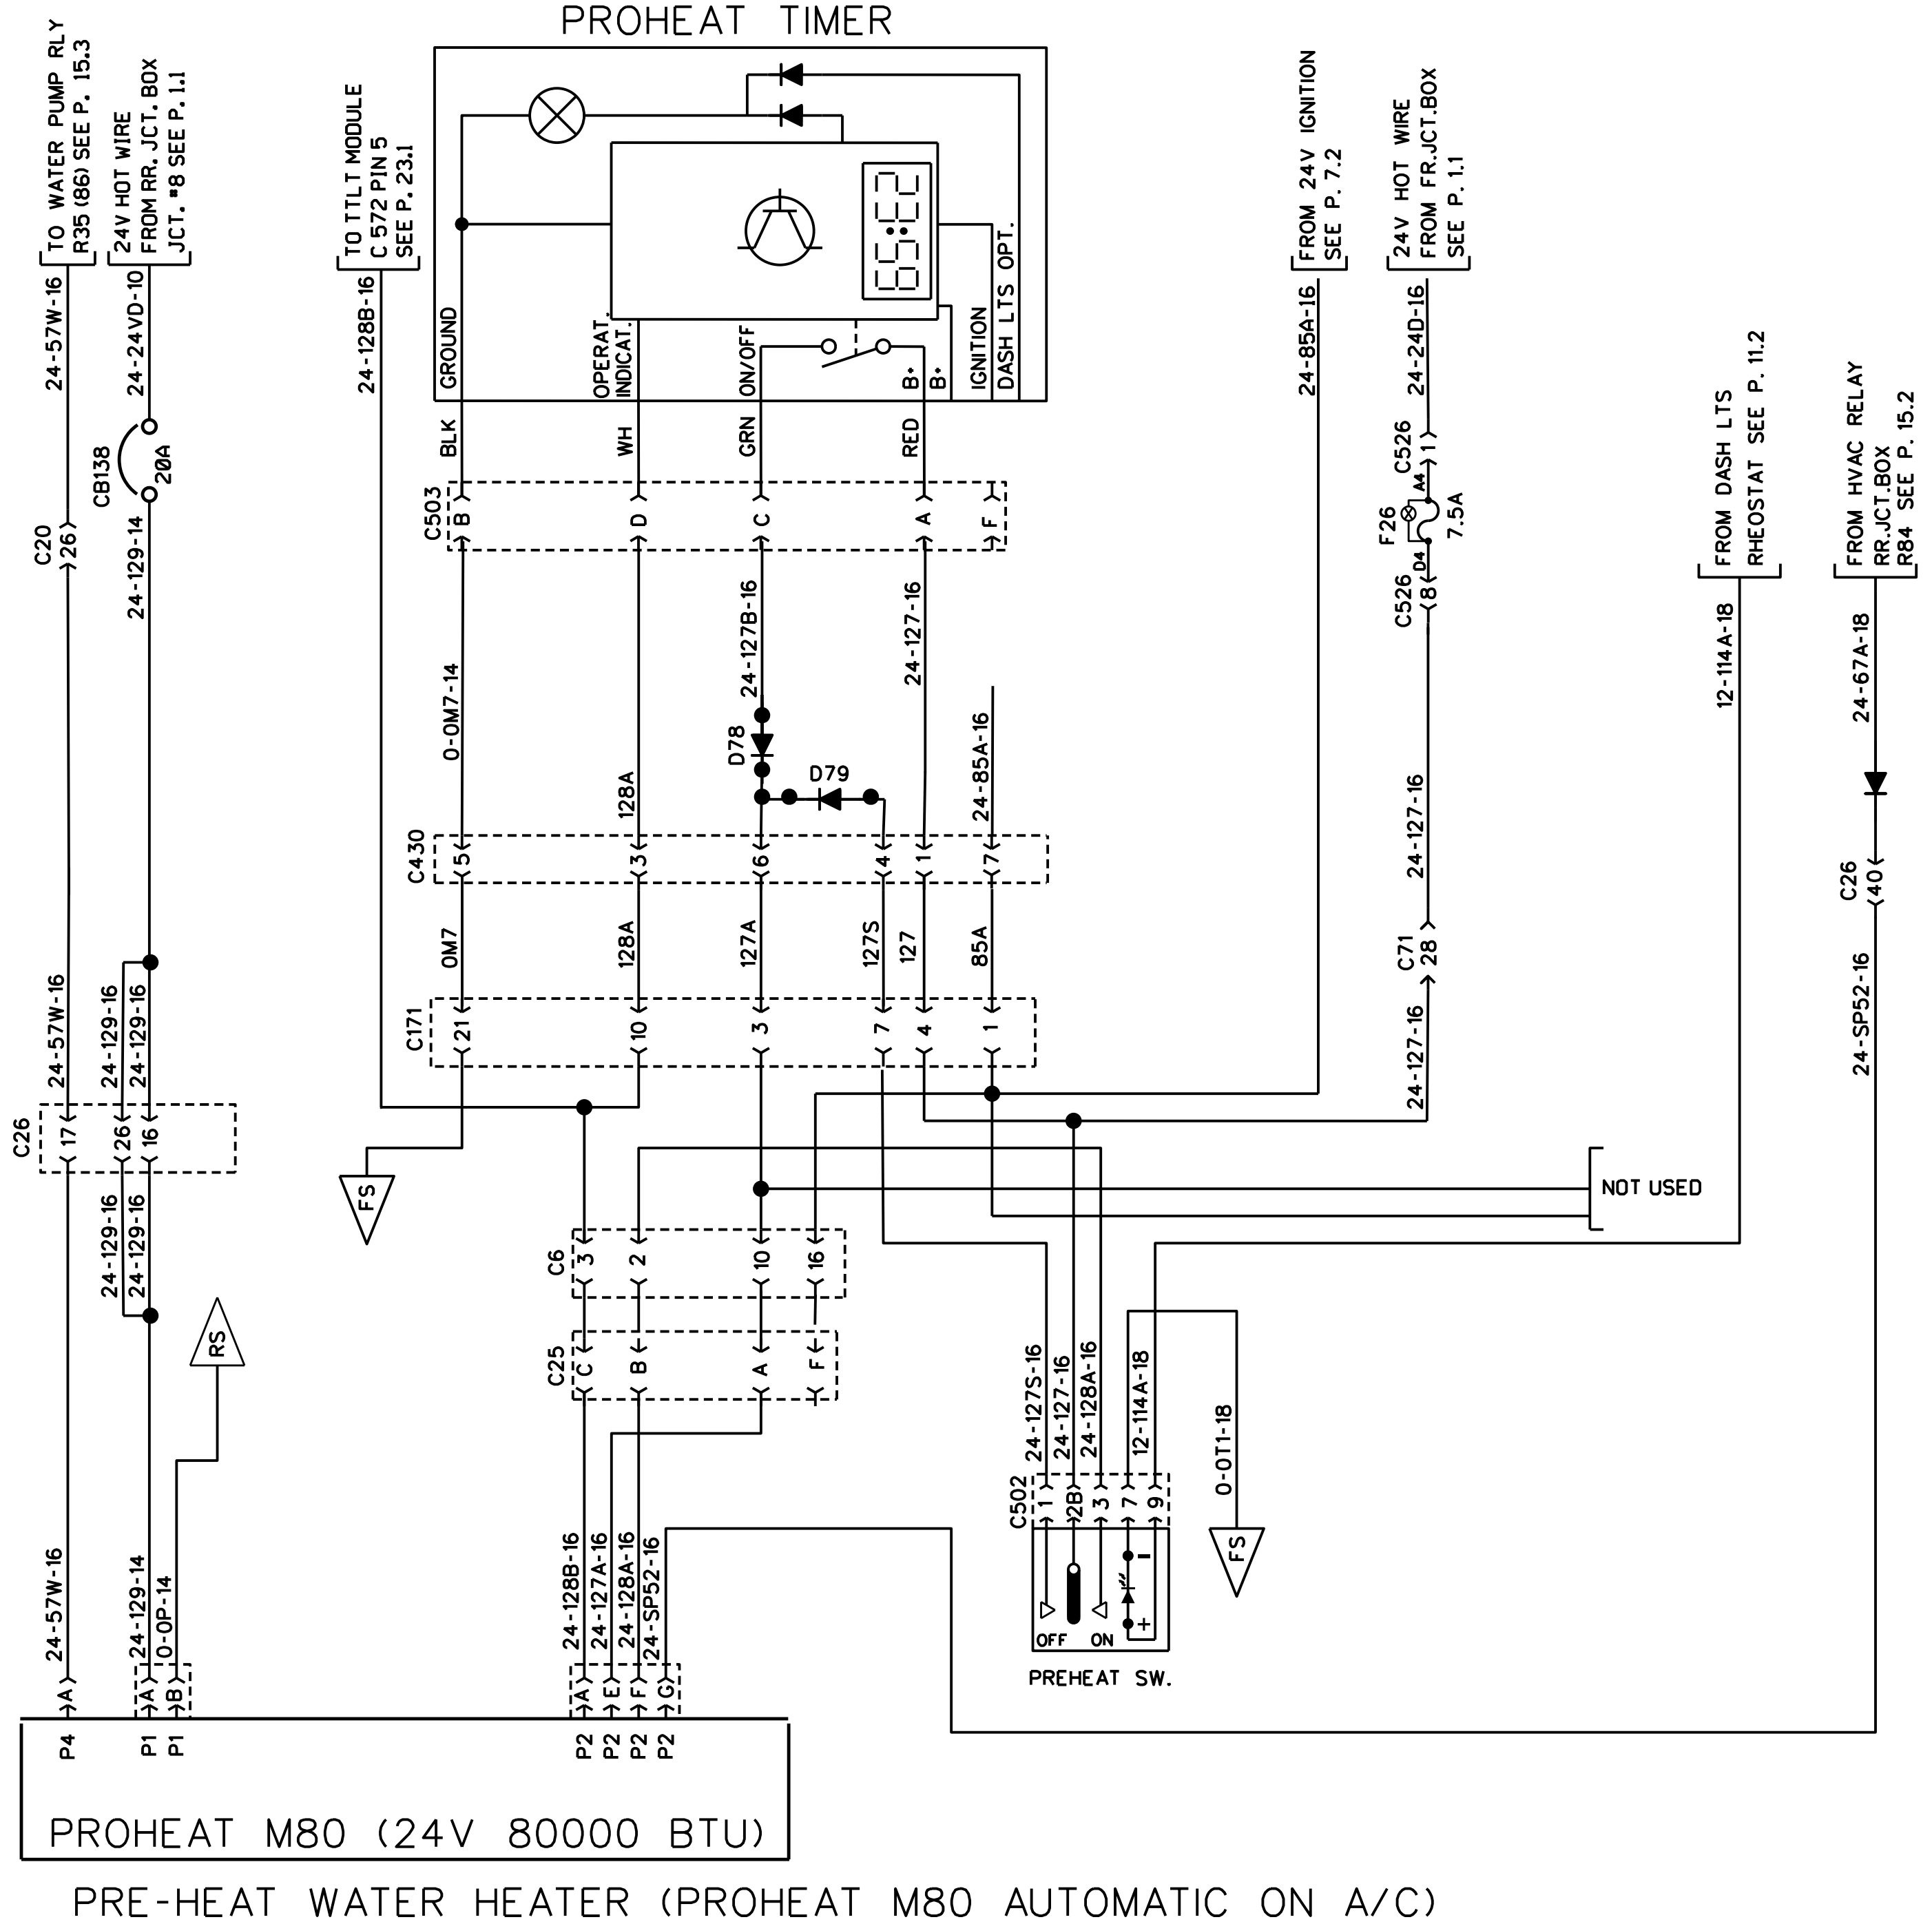 PROHEAT TIMER
TO WATER PUMP RLY
R35 (86) SEE P. 15.3
24V HOT WIRE
FROM RR. JCT. BOX
JCT. #8 SEE P. 1.1
TO TTLT MODULE
C 572 PIN 5
SEE P. 23.1
FROM 24V IGNITION
SEE P. 7.2
24V HOT WIRE
FROM FR.JCT.BOX
SEE P. 1.1
FROM DASH LTS
RHEOSTAT SEE P. 11.2
FROM HVAC RELAY
RR.JCT.BOX
R84 SEE P. 15.2
24-57W-16
24-24VD-10
24-128B-16
GROUND
OPERAT.
INDICAT.
ON/OFF
B+
B+
IGNITION
DASH LTS OPT.
24-85A-16
24-24D-16
CB138
20A
BLK
WH
GRN
RED
C526
1
A4
F26
7.5A
D4
C526
8
C20
26
24-129-14
C503
B
D
C
A
F
12-114A-18
24-67A-18
0-0M7-14
128A
24-127B-16
24-127-16
24-85A-16
D78
D79
24-127-16
C430
5
3
6
4
1
7
C26
40
0M7
128A
127A
127S
127
85A
C71
28
24-57W-16
24-129-16
24-129-16
C171
21
10
3
7
4
1
24-127-16
24-SP52-16
C26
17
26
16
FS
NOT USED
24-129-16
24-129-16
C6
3
2
10
16
RS
C25
C
B
A
F
24-127S-16
24-127-16
24-128A-16
12-114A-18
0-0T1-18
C502
1
2B
3
7
9
FS
-
+
OFF
ON
PREHEAT SW.
24-57W-16
24-129-14
0-0P-14
24-128B-16
24-127A-16
24-128A-16
24-SP52-16
A
A
B
A
E
F
G
P4
P1
P1
P2
P2
P2
P2
PROHEAT M80 (24V 80000 BTU)
PRE-HEAT WATER HEATER (PROHEAT M80 AUTOMATIC ON A/C)